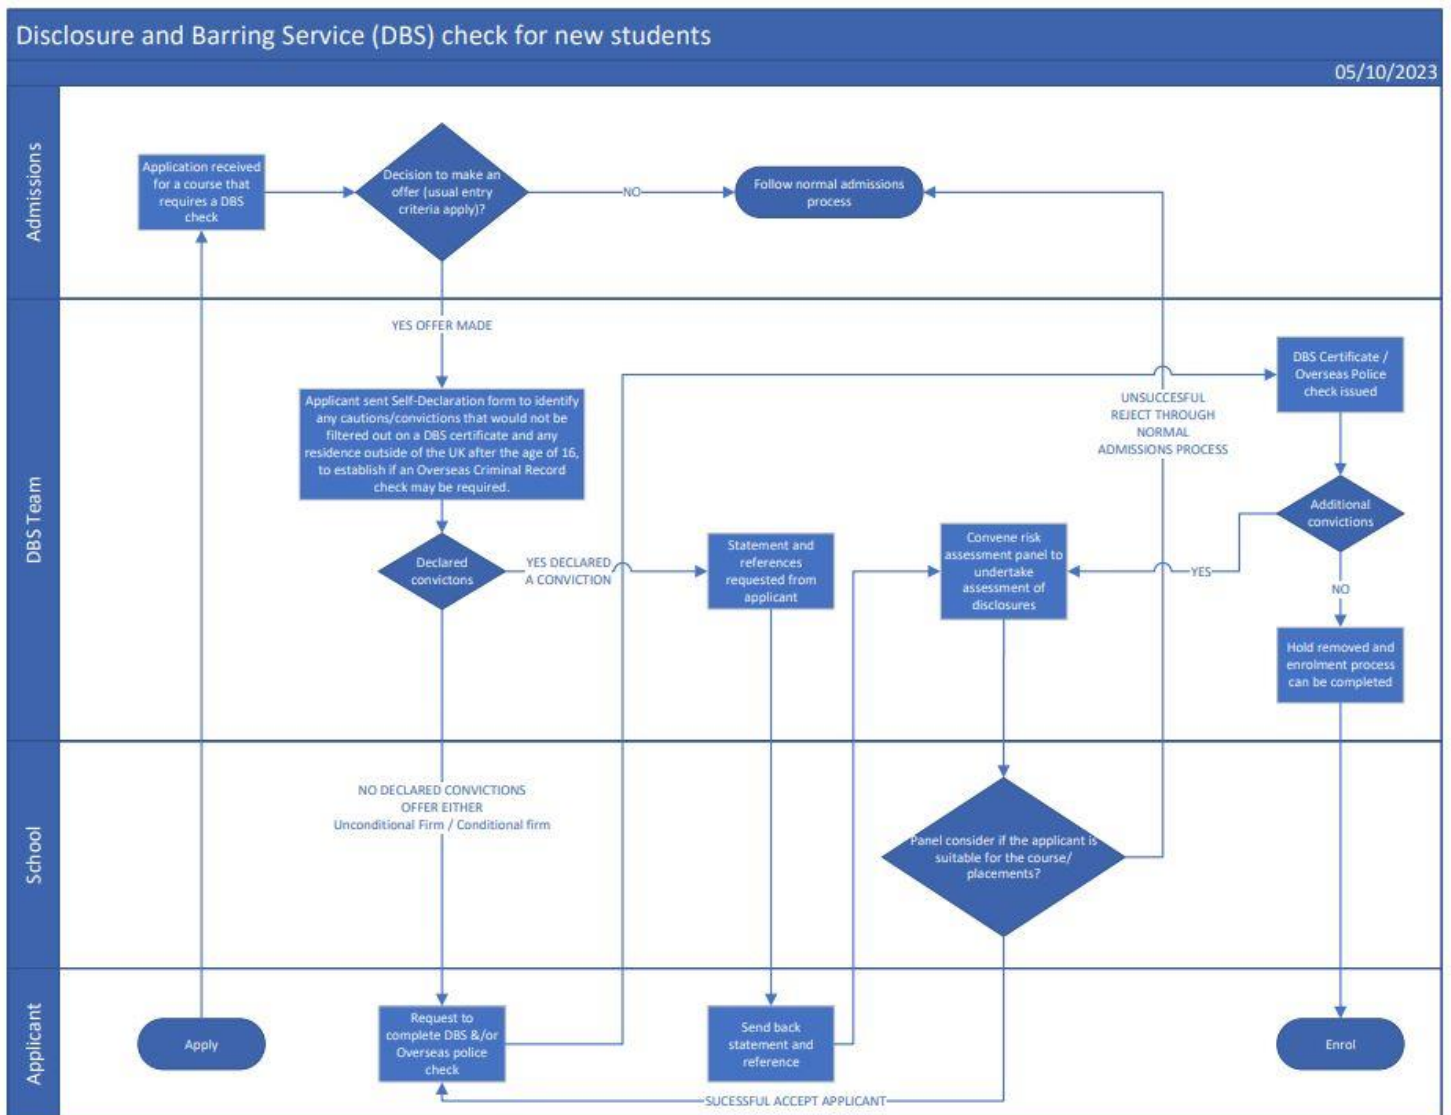 Disclosure and Barring Service (DBS) check for new students
05/10/2023
Admissions
Application received
for a course that
requires a DBS
check
Decision to make an
offer (usual entry
criteria apply)?
NO
Follow normal admissions
process
DBS Team
YES OFFER MADE
Applicant sent Self-Declaration form to identify
any cautions/convictions that would not be
filtered out on a DBS certificate and any
residence outside of the UK after the age of 16,
to establish if an Overseas Criminal Record
check may be required.
Declared
convictons
YES DECLARED
A CONVICTION
Statement and
references
requested from
applicant
Convene risk
assessment panel to
undertake
assessment of
disclosures
UNSUCCESFUL
REJECT THROUGH
NORMAL
ADMISSIONS PROCESS
DBS Certificate /
Overseas Police
check issued
Additional
convictions
YES
NO
Hold removed and
enrolment process
can be completed
School
NO DECLARED CONVICTIONS
OFFER EITHER
Unconditional Firm / Conditional firm
Panel consider if the applicant is
suitable for the course/
placements?
Applicant
Apply
Request to
complete DBS &/or
Overseas police
check
Send back
statement and
reference
SUCESSFUL ACCEPT APPLICANT
Enrol